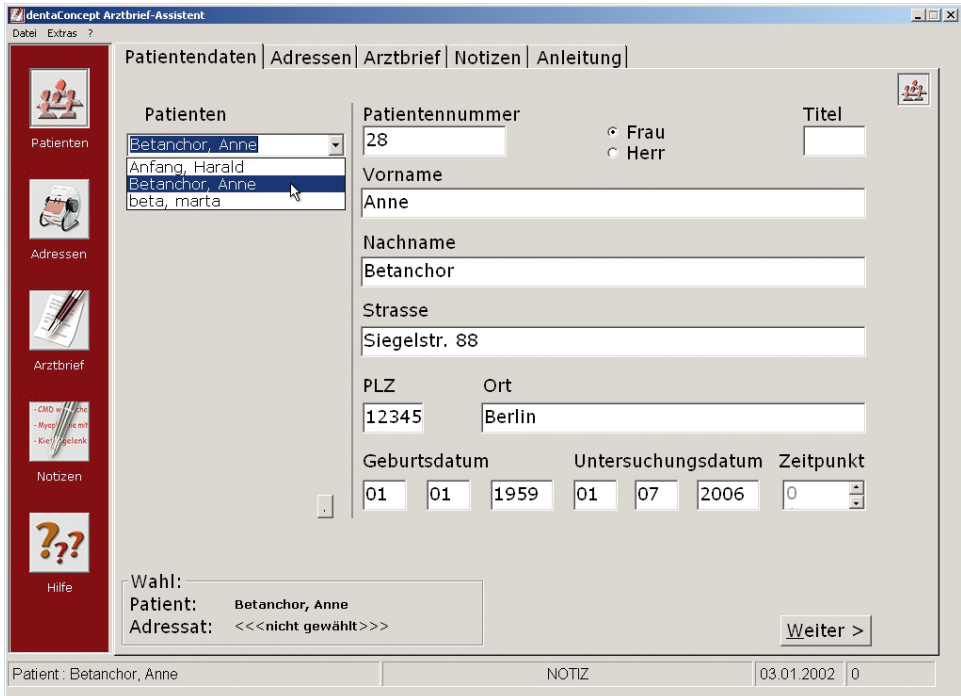 dentaConcept Arztbrief-Assistent
Datei Extras ?
Patientendaten Adressen Arztbrief Notizen Anleitung
Patienten
Adressen
Arztbrief
- CMD
- Myop
- Kie
Notizen
Hilfe
Patienten
Betanchor, Anne
Anfang, Harald
Betanchor, Anne
beta, marta
Patientennummer
28
Frau
Herr
Titel
Vorname
Anne
Nachname
Betanchor
Strasse
Siegelstr. 88
PLZ Ort
12345 Berlin
Geburtsdatum Untersuchungsdatum Zeitpunkt
01 01 1959 01 07 2006 0
.
Wahl:
Patient: Betanchor, Anne
Adressat: <<<nicht gewählt>>>
Weiter >
Patient : Betanchor, Anne NOTIZ 03.01.2002 0